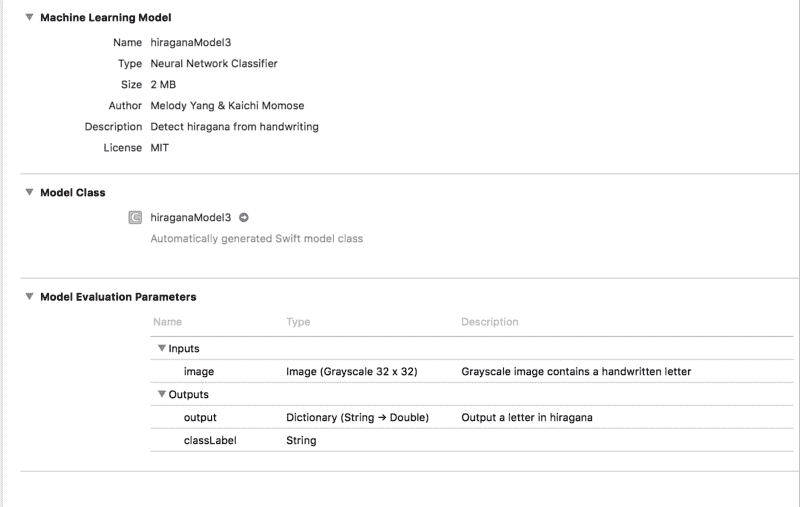 Machine Learning Model
Name hiraganaModel3
Type Neural Network Classifier
Size 2 MB
Author Melody Yang & Kaichi Momose
Description Detect hiragana from handwriting
License MIT
Model Class
hiraganaModel3
Automatically generated Swift model class
Model Evaluation Parameters
Name Type Description
Inputs
image Image (Grayscale 32 x 32) Grayscale image contains a handwritten letter
Outputs
output Dictionary (String → Double) Output a letter in hiragana
classLabel String